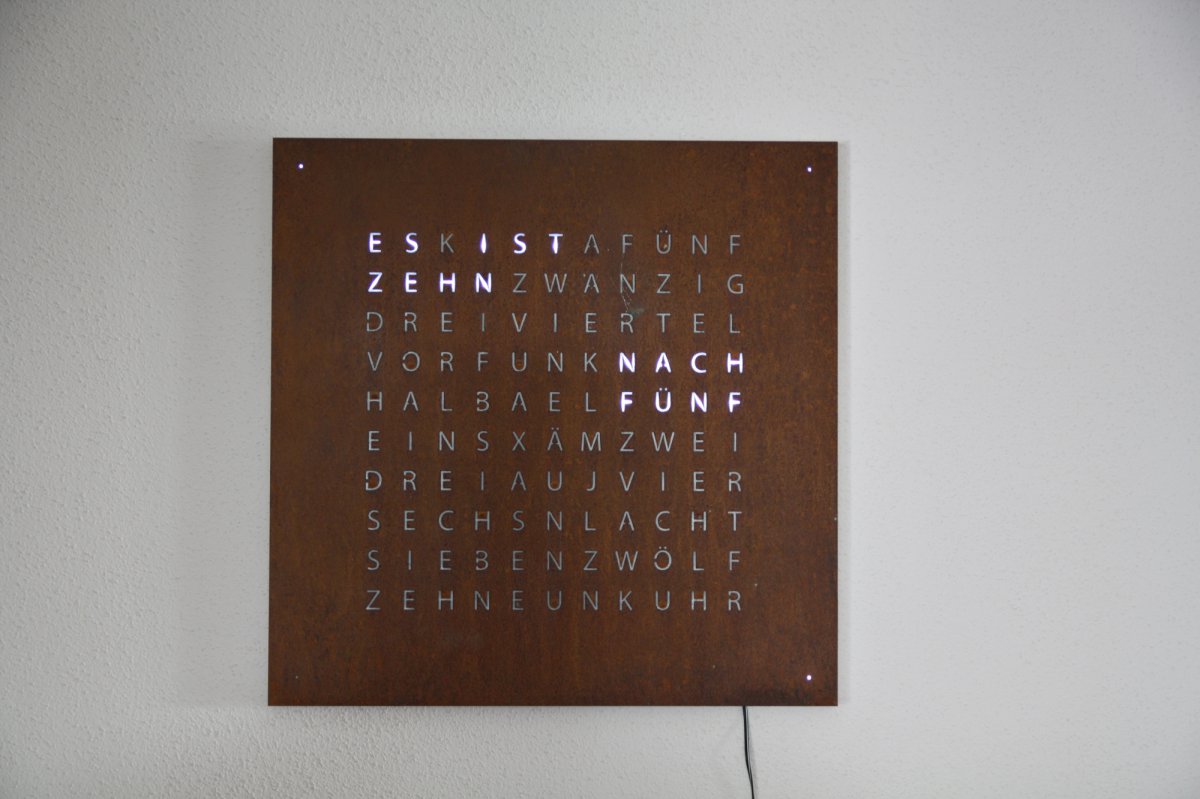 ESKISTAFÜNF
ZEHNZWANZIG
DREIVIERTEL
VORFUNKNACH
HALBAELFÜNF
EINSXÄMZWEI
DREIAUJVIER
SECHSNLACHT
SIEBENZWÖLF
ZEHNEUNKUHR